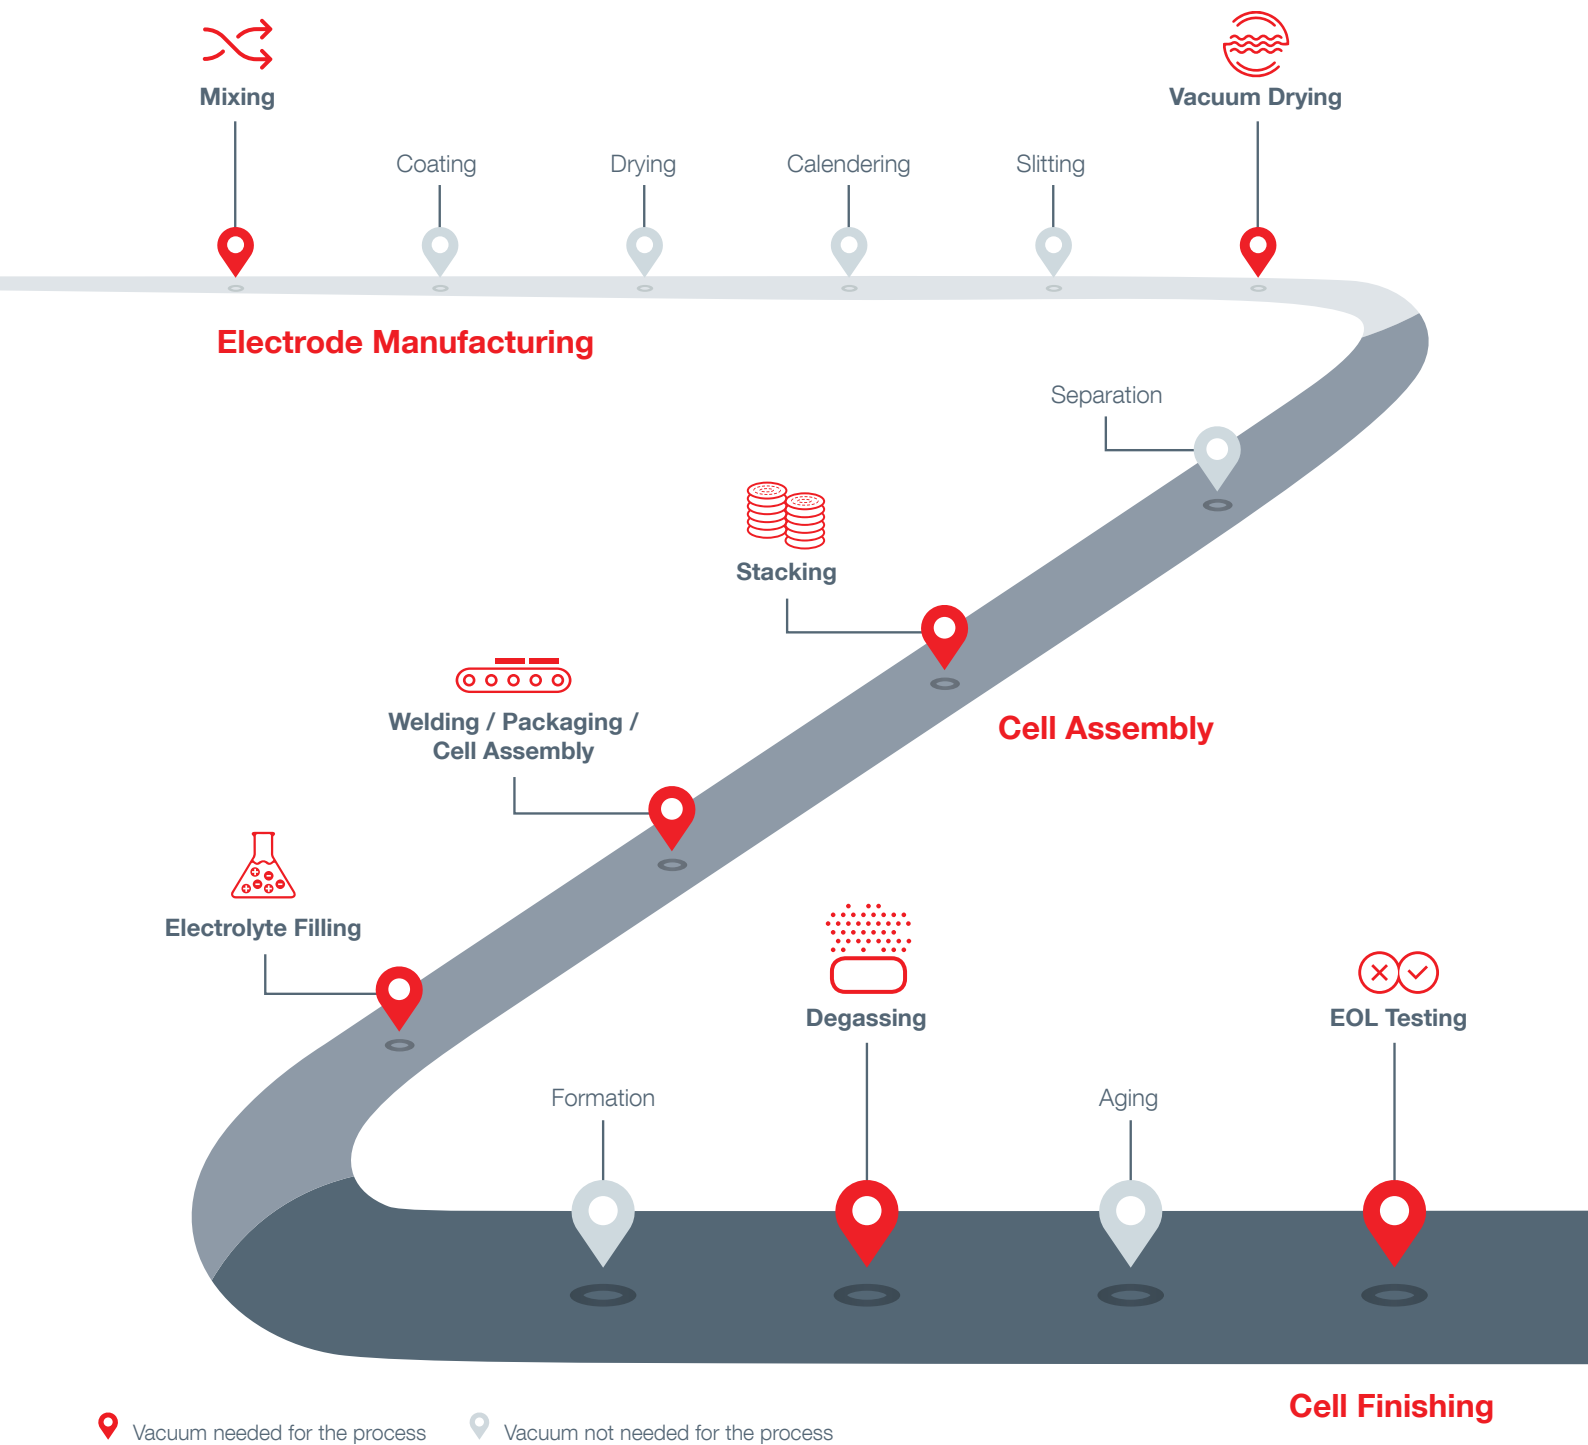 Mixing
Vacuum Drying
Coating
Drying
Calendering
Slitting
Electrode Manufacturing
Separation
Stacking
Welding / Packaging /
Cell Assembly
Cell Assembly
Electrolyte Filling
Degassing
EOL Testing
Formation
Aging
Cell Finishing
Vacuum needed for the process
Vacuum not needed for the process